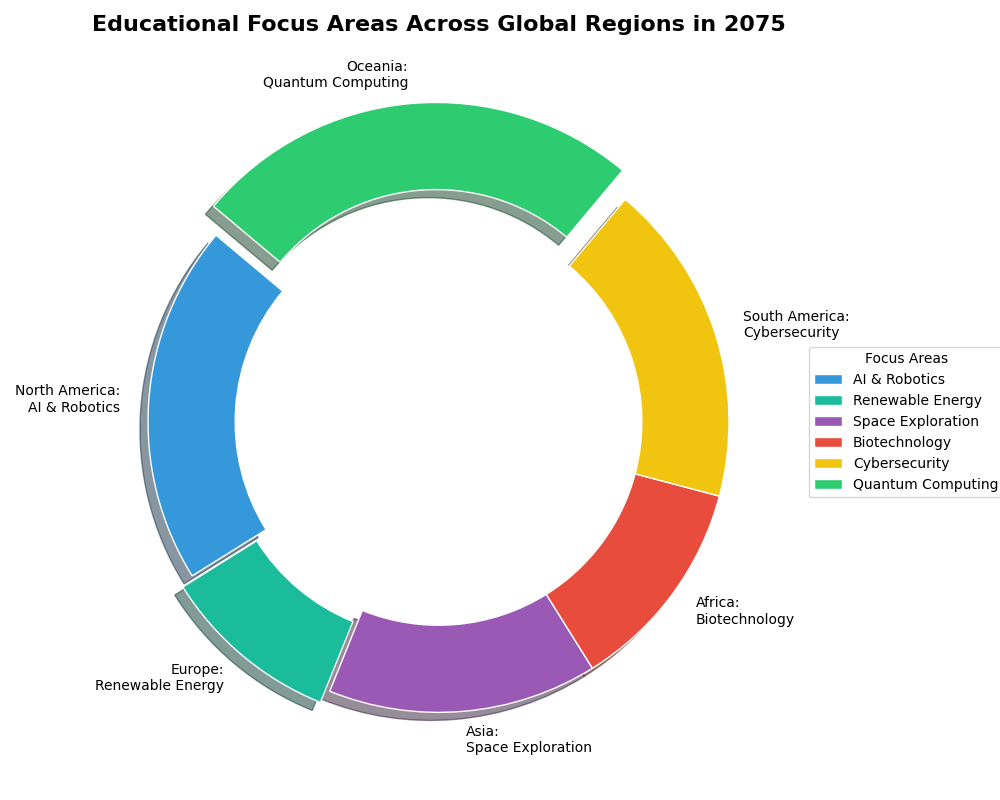 Educational Focus Areas Across Global Regions in 2075
Oceania:
Quantum Computing
South America:
Cybersecurity
North America:
AI & Robotics
Africa:
Biotechnology
Europe:
Renewable Energy
Asia:
Space Exploration
Focus Areas
AI & Robotics
Renewable Energy
Space Exploration
Biotechnology
Cybersecurity
Quantum Computing